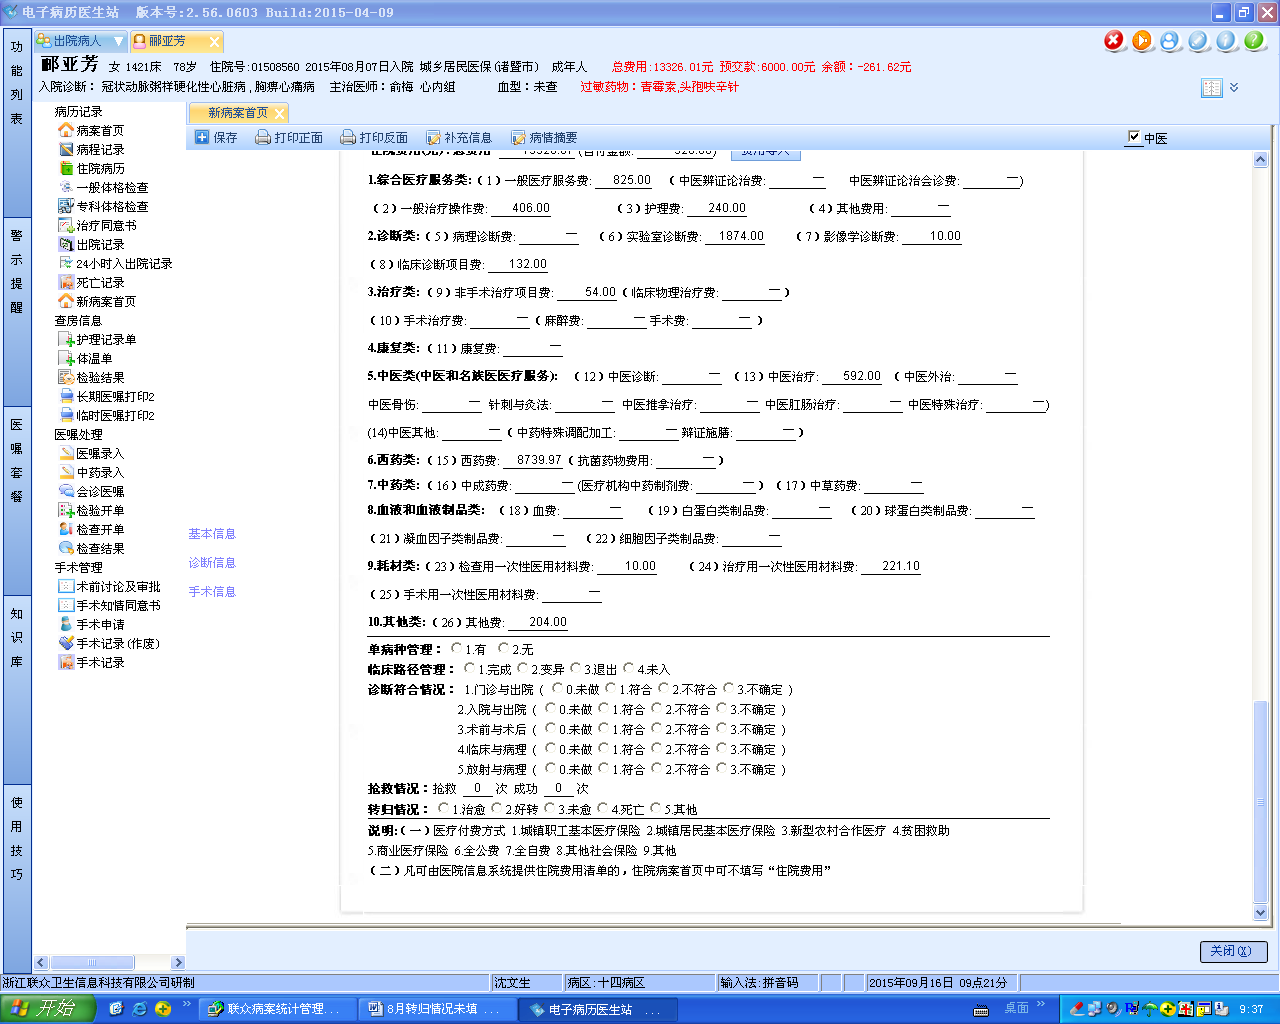 电子病历医生站 版本号:2.56.0603 Build:2015-04-09
出院病人 郦亚芳
郦亚芳 女 1421床 78岁 住院号:01508560 2015年08月07日入院 城乡居民医保(诸暨市) 成年人 总费用:13326.01元 预交款:6000.00元 余额:-261.62元
入院诊断: 冠状动脉粥样硬化性心脏病,胸痹心痛病 主治医师:俞梅 心内组 血型:未查 过敏药物:青霉素,头孢呋辛针
功能列表
警示提醒
医嘱套餐
知识库
使用技巧
病历记录
病案首页
病程记录
住院病历
一般体格检查
专科体格检查
治疗同意书
出院记录
24小时入出院记录
死亡记录
新病案首页
查房信息
护理记录单
体温单
检验结果
长期医嘱打印2
临时医嘱打印2
医嘱处理
医嘱录入
中药录入
会诊医嘱
检验开单
检查开单
检查结果
手术管理
术前讨论及审批
手术知情同意书
手术申请
手术记录(作废)
手术记录
新病案首页
保存 打印正面 打印反面 补充信息 病情摘要 中医
基本信息
诊断信息
手术信息
1.综合医疗服务类:(1)一般医疗服务费: 825.00 (中医辨证论治费: — 中医辨证论治会诊费: —)
(2)一般治疗操作费: 406.00 (3)护理费: 240.00 (4)其他费用: —
2.诊断类:(5)病理诊断费: — (6)实验室诊断费: 1874.00 (7)影像学诊断费: 10.00
(8)临床诊断项目费: 132.00
3.治疗类:(9)非手术治疗项目费: 54.00(临床物理治疗费: —)
(10)手术治疗费: —(麻醉费: — 手术费: —)
4.康复类:(11)康复费: —
5.中医类(中医和名族医医疗服务): (12)中医诊断: — (13)中医治疗: 592.00 (中医外治: —
中医骨伤: — 针刺与灸法: — 中医推拿治疗: — 中医肛肠治疗: — 中医特殊治疗: —)
(14)中医其他: —(中药特殊调配加工: — 辩证施膳: —)
6.西药类:(15)西药费: 8739.97(抗菌药物费用: —)
7.中药类:(16)中成药费: —(医疗机构中药制剂费: —) (17)中草药费: —
8.血液和血液制品类: (18)血费: — (19)白蛋白类制品费: — (20)球蛋白类制品费: —
(21)凝血因子类制品费: — (22)细胞因子类制品费: —
9.耗材类:(23)检查用一次性医用材料费: 10.00 (24)治疗用一次性医用材料费: 221.10
(25)手术用一次性医用材料费: —
10.其他类:(26)其他费: 204.00
单病种管理: 1.有 2.无
临床路径管理: 1.完成 2.变异 3.退出 4.未入
诊断符合情况: 1.门诊与出院 ( 0.未做 1.符合 2.不符合 3.不确定 )
2.入院与出院 ( 0.未做 1.符合 2.不符合 3.不确定 )
3.术前与术后 ( 0.未做 1.符合 2.不符合 3.不确定 )
4.临床与病理 ( 0.未做 1.符合 2.不符合 3.不确定 )
5.放射与病理 ( 0.未做 1.符合 2.不符合 3.不确定 )
抢救情况:抢救 0 次 成功 0 次
转归情况: 1.治愈 2.好转 3.未愈 4.死亡 5.其他
说明:(一)医疗付费方式 1.城镇职工基本医疗保险 2.城镇居民基本医疗保险 3.新型农村合作医疗 4.贫困救助
5.商业医疗保险 6.全公费 7.全自费 8.其他社会保险 9.其他
(二)凡可由医院信息系统提供住院费用清单的,住院病案首页中可不填写“住院费用”
关闭(X)
浙江联众卫生信息科技有限公司研制 沈文生 病区:十四病区 输入法:拼音码 2015年09月16日 09点21分
开始 联众病案统计管理... 8月转归情况未填 ... 电子病历医生站 ... 桌面 9:37